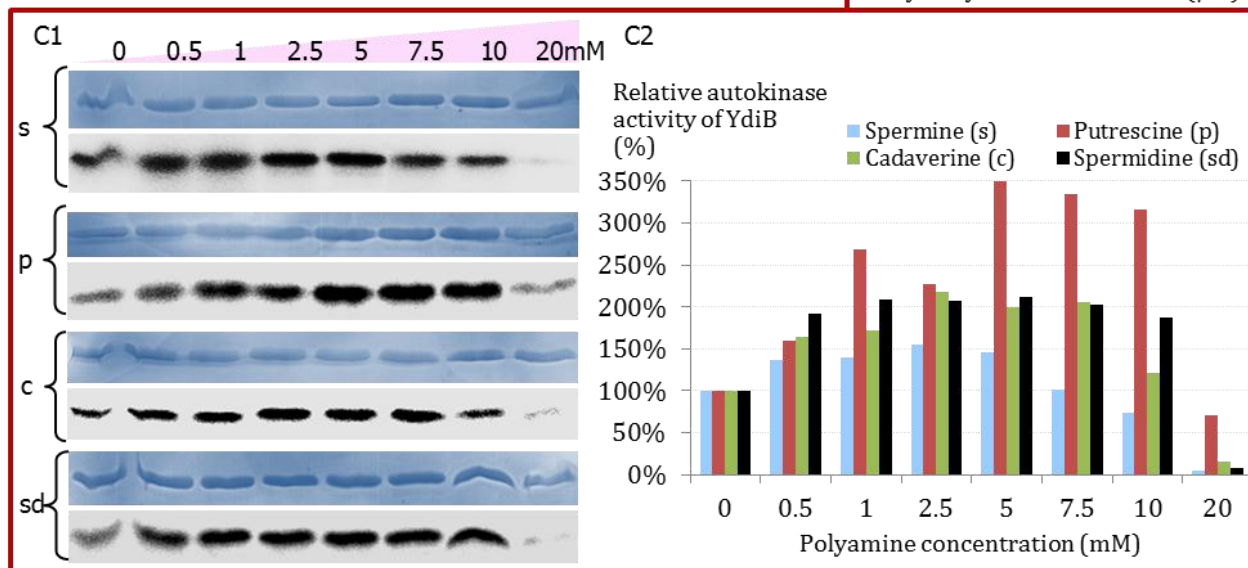 C1
0 0.5 1 2.5 5 7.5 10 20mM
s
p
c
sd
C2
Relative autokinase
activity of YdiB
(%)
Spermine (s) Putrescine (p)
Cadaverine (c) Spermidine (sd)
350%
300%
250%
200%
150%
100%
50%
0%
0 0.5 1 2.5 5 7.5 10 20
Polyamine concentration (mM)